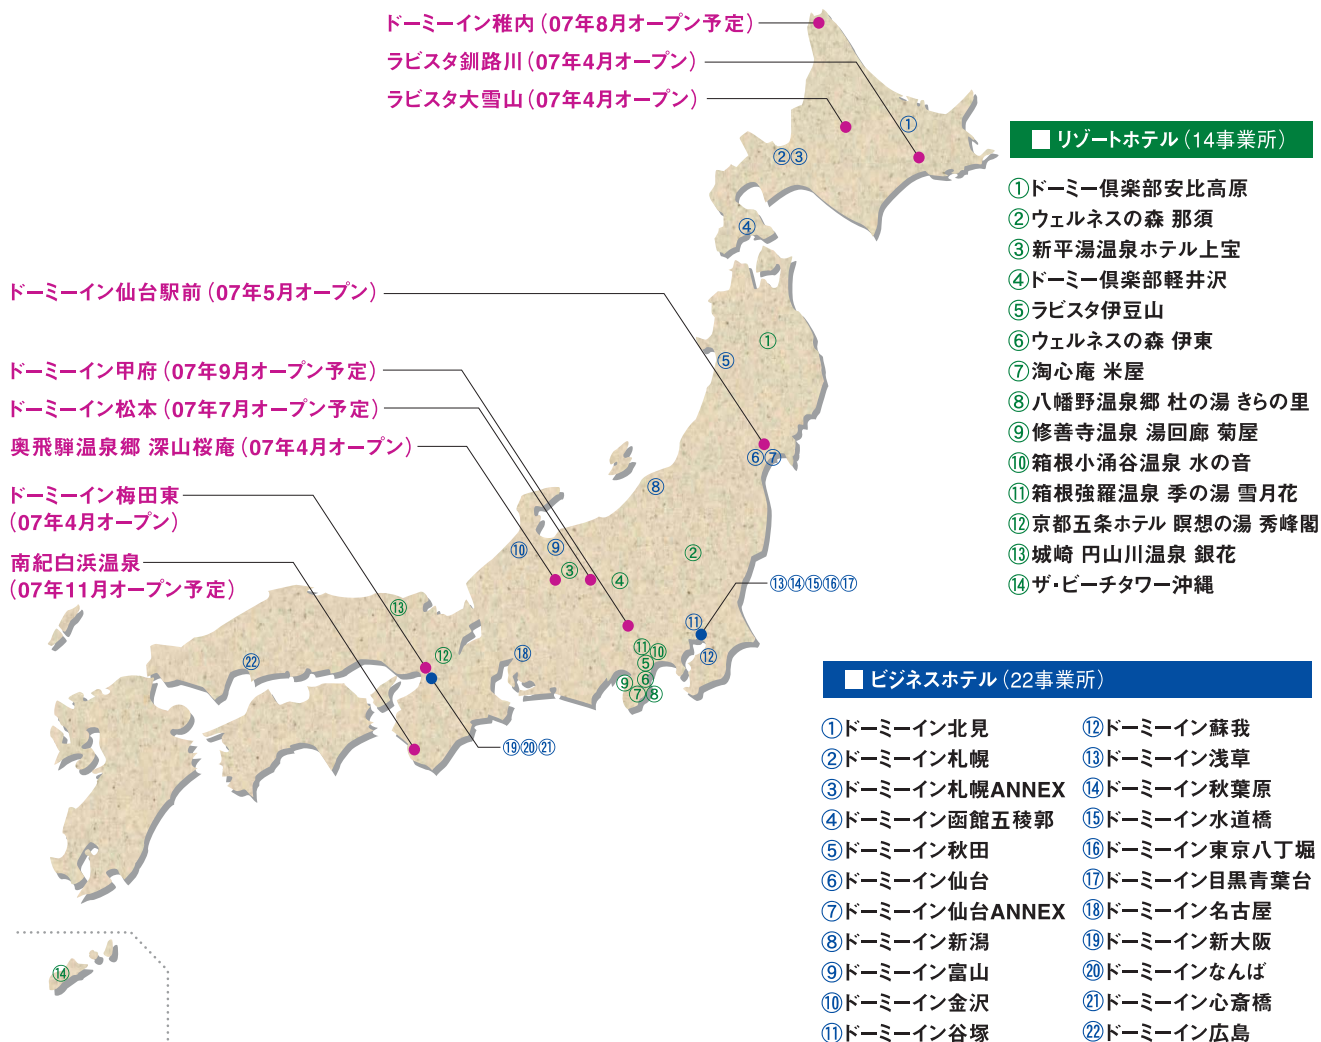 ドーミーイン稚内（07年8月オープン予定）
ラビスタ釧路川（07年4月オープン）
ラビスタ大雪山（07年4月オープン）
ドーミーイン仙台駅前（07年5月オープン）
ドーミーイン甲府（07年9月オープン予定）
ドーミーイン松本（07年7月オープン予定）
奥飛騨温泉郷 深山桜庵（07年4月オープン）
ドーミーイン梅田東
（07年4月オープン）
南紀白浜温泉
（07年11月オープン予定）
①
②③
④
①
⑤
⑥⑦
⑧
⑩
⑨
③
④
②
⑬⑭⑮⑯⑰
⑪
⑫
⑬
⑫
⑱
㉒
⑪
⑩
⑤
⑥
⑨
⑦
⑧
⑲⑳㉑
⑭
■ リゾートホテル（14事業所）
①ドーミー倶楽部安比高原
②ウェルネスの森 那須
③新平湯温泉ホテル上宝
④ドーミー倶楽部軽井沢
⑤ラビスタ伊豆山
⑥ウェルネスの森 伊東
⑦淘心庵 米屋
⑧八幡野温泉郷 杜の湯 きらの里
⑨修善寺温泉 湯回廊 菊屋
⑩箱根小涌谷温泉 水の音
⑪箱根強羅温泉 季の湯 雪月花
⑫京都五条ホテル 瞑想の湯 秀峰閣
⑬城崎 円山川温泉 銀花
⑭ザ・ビーチタワー沖縄
■ ビジネスホテル（22事業所）
①ドーミーイン北見
②ドーミーイン札幌
③ドーミーイン札幌ANNEX
④ドーミーイン函館五稜郭
⑤ドーミーイン秋田
⑥ドーミーイン仙台
⑦ドーミーイン仙台ANNEX
⑧ドーミーイン新潟
⑨ドーミーイン富山
⑩ドーミーイン金沢
⑪ドーミーイン谷塚
⑫ドーミーイン蘇我
⑬ドーミーイン浅草
⑭ドーミーイン秋葉原
⑮ドーミーイン水道橋
⑯ドーミーイン東京八丁堀
⑰ドーミーイン目黒青葉台
⑱ドーミーイン名古屋
⑲ドーミーイン新大阪
⑳ドーミーインなんば
㉑ドーミーイン心斎橋
㉒ドーミーイン広島